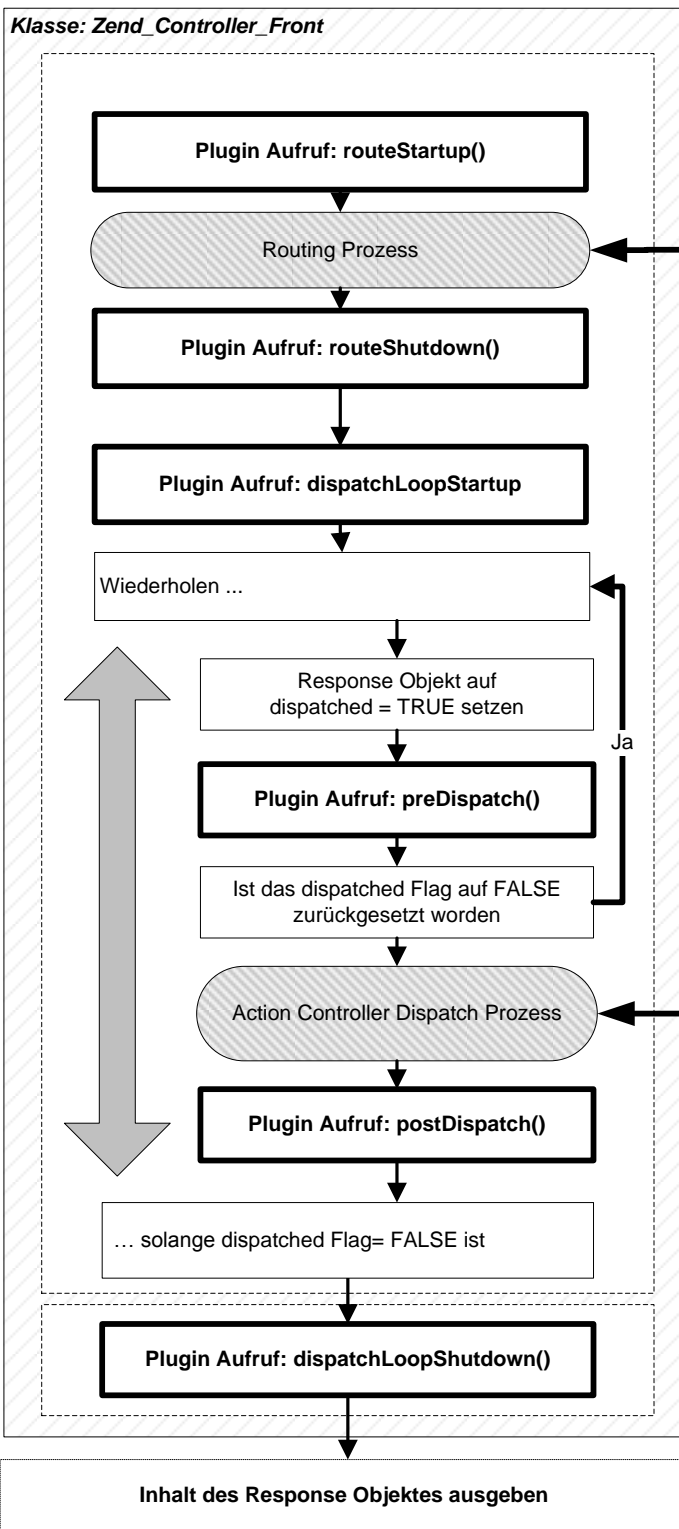 Klasse: Zend_Controller_Front
Plugin Aufruf: routeStartup()
Routing Prozess
Plugin Aufruf: routeShutdown()
Plugin Aufruf: dispatchLoopStartup
Wiederholen ...
Response Objekt auf
dispatched = TRUE setzen
Ja
Plugin Aufruf: preDispatch()
Ist das dispatched Flag auf FALSE
zurückgesetzt worden
Action Controller Dispatch Prozess
Plugin Aufruf: postDispatch()
… solange dispatched Flag= FALSE ist
Plugin Aufruf: dispatchLoopShutdown()
Inhalt des Response Objektes ausgeben